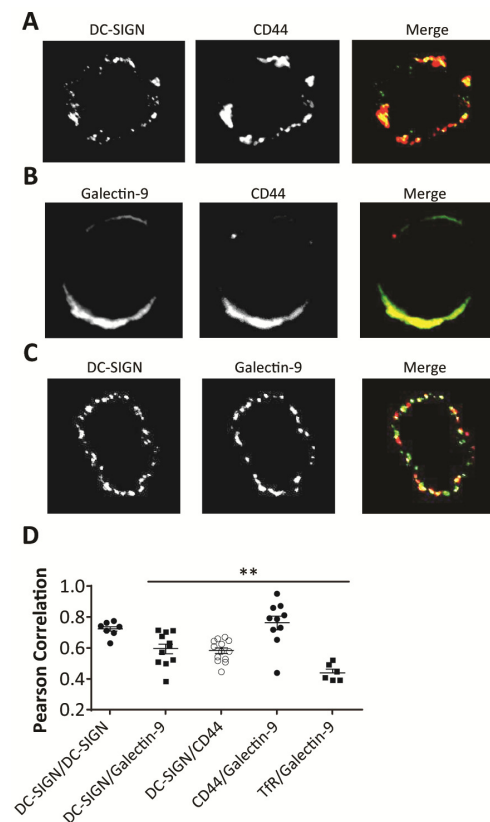 A
DC-SIGN CD44 Merge
B
Galectin-9 CD44 Merge
C
DC-SIGN Galectin-9 Merge
D
**
Pearson Correlation
1.0
0.8
0.6
0.4
0.2
DC-SIGN/DC-SIGN
DC-SIGN/Galectin-9
DC-SIGN/CD44
CD44/Galectin-9
TfR/Galectin-9